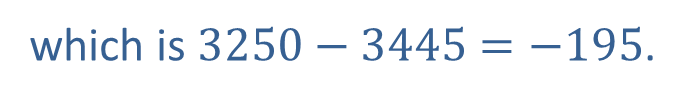 which is 3250 − 3445 = −195.